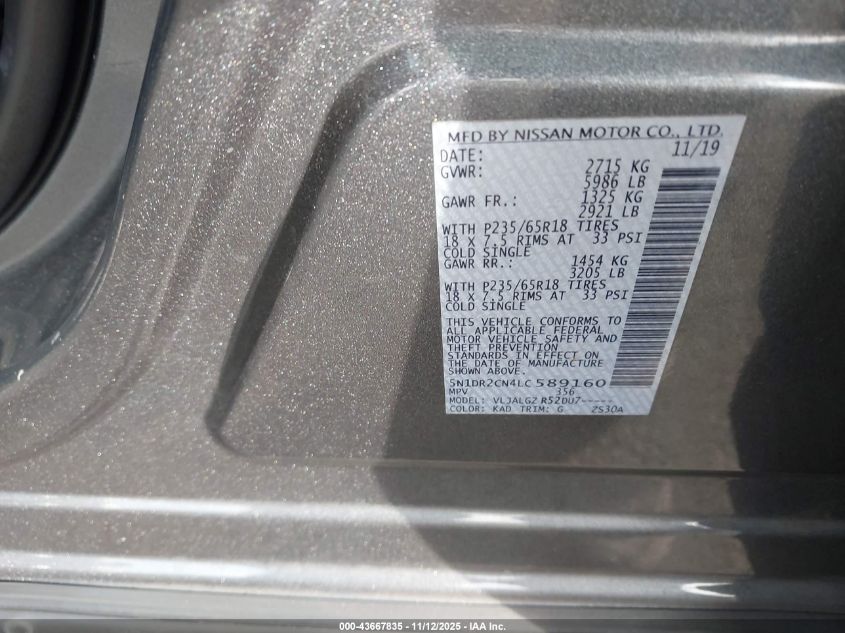 MFD BY NISSAN MOTOR CO., LTD.
DATE: 11/19
GVWR: 2715 KG
5986 LB
GAWR FR.: 1325 KG
2921 LB
WITH P235/65R18 TIRES
18 X 7.5 RIMS AT 33 PSI
COLD SINGLE
GAWR RR.: 1454 KG
3205 LB
WITH P235/65R18 TIRES
18 X 7.5 RIMS AT 33 PSI
COLD SINGLE
THIS VEHICLE CONFORMS TO
ALL APPLICABLE FEDERAL
MOTOR VEHICLE SAFETY AND
THEFT PREVENTION
STANDARDS IN EFFECT ON
THE DATE OF MANUFACTURE
SHOWN ABOVE.
5N1DR2CN4LC589160
MPV 356
MODEL: VLJALG2 R52DU7-----
COLOR: KAD TRIM: G 2S30A
000-43667835 - 11/12/2025 - IAA Inc.